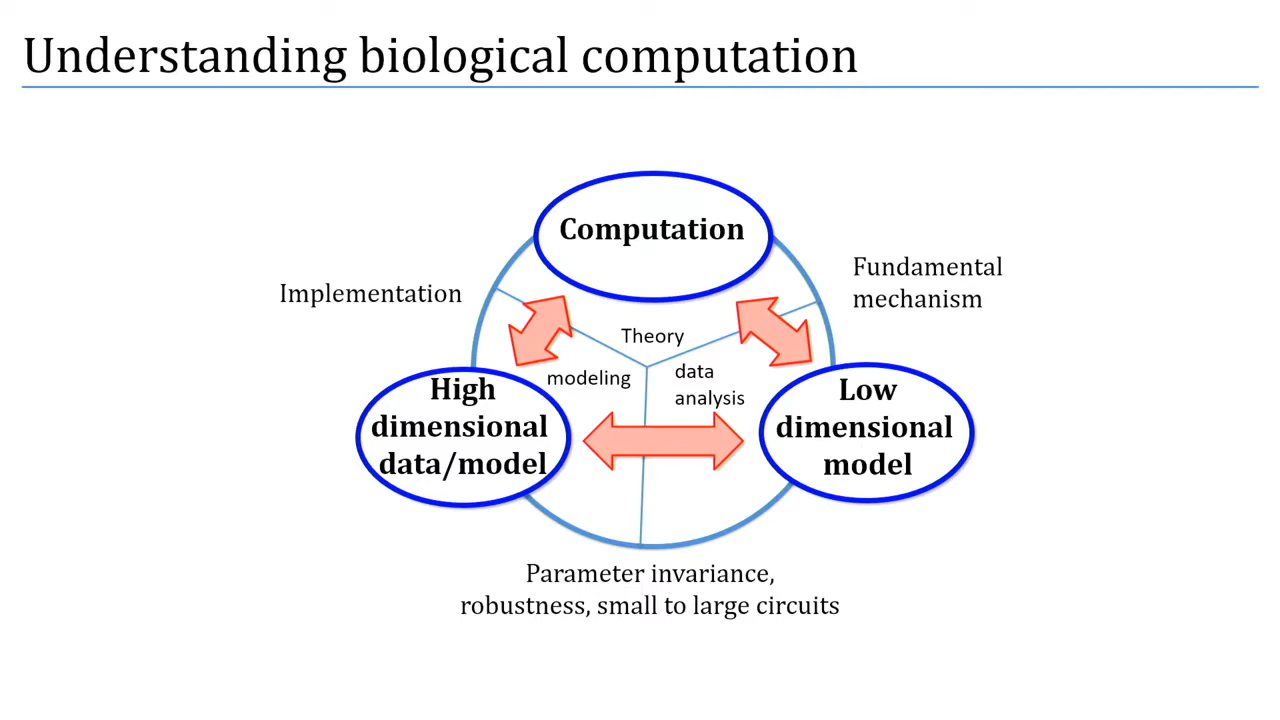 Understanding biological computation
Computation
Implementation
Fundamental
mechanism
Theory
modeling
data
analysis
High
dimensional
data/model
Low
dimensional
model
Parameter invariance,
robustness, small to large circuits